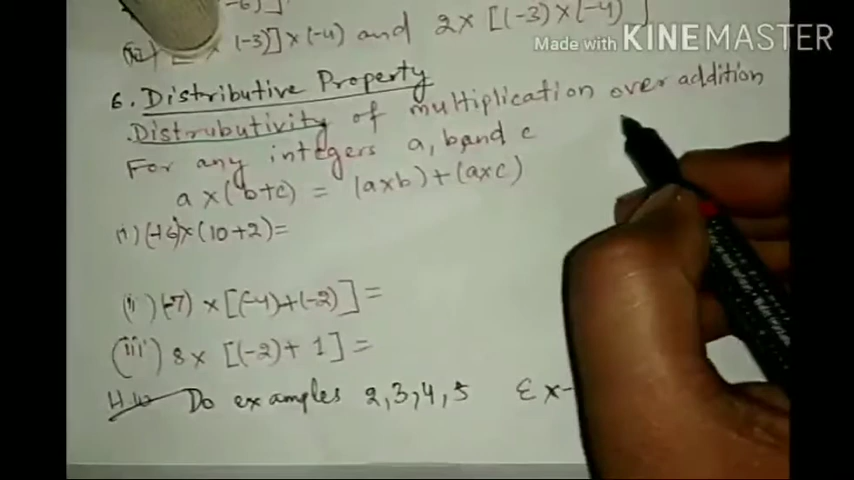 -6)]
(-3)] × (-4) and 2 × [(-3) × (-4)]
Made with KINEMASTER
6. Distributive Property
.Distrubutivity of multiplication over addition
For any integers a, b and c
a × (b+c) = (a×b) + (a×c)
(i) (-16) × (10+2) =
(ii) (-7) × [(-4)+(-2)] =
(iii) 8 × [(-2)+ 1] =
H.W Do examples 2,3,4,5 Ex-